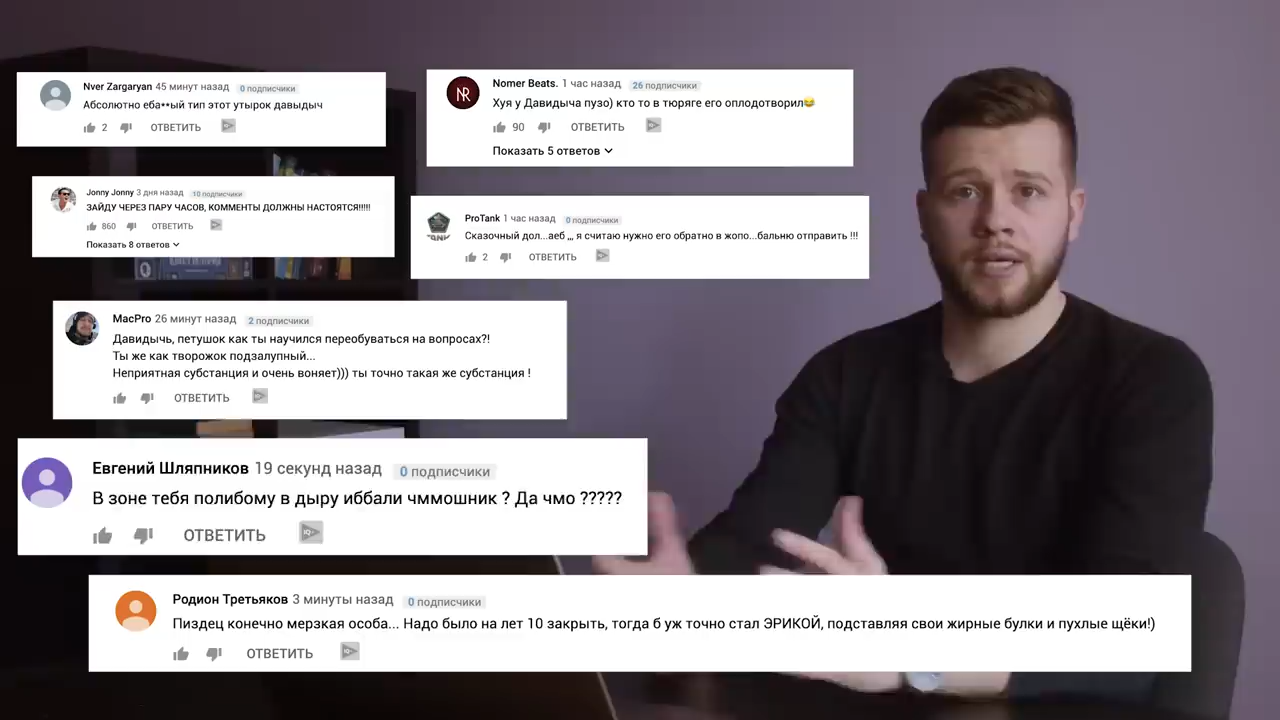 Nver Zargaryan 45 минут назад 0 подписчики
Абсолютно еба**ый тип этот утырок давыдыч
2 ОТВЕТИТЬ
Nomer Beats. 1 час назад 26 подписчики
Хуя у Давидыча пузо) кто то в тюряге его оплодотворил😂
90 ОТВЕТИТЬ
Показать 5 ответов
Jonny Jonny 3 дня назад 10 подписчики
ЗАЙДУ ЧЕРЕЗ ПАРУ ЧАСОВ, КОММЕНТЫ ДОЛЖНЫ НАСТОЯТСЯ!!!!!
860 ОТВЕТИТЬ
Показать 8 ответов
ProTank 1 час назад 0 подписчики
Сказочный дол...аеб ,,, я считаю нужно его обратно в жопо...бальню отправить !!!
2 ОТВЕТИТЬ
MacPro 26 минут назад 2 подписчики
Давидычь, петушок как ты научился переобуваться на вопросах?!
Ты же как творожок подзалупный...
Неприятная субстанция и очень воняет))) ты точно такая же субстанция !
ОТВЕТИТЬ
Евгений Шляпников 19 секунд назад 0 подписчики
В зоне тебя полибому в дыру иббали чммошник ? Да чмо ?????
ОТВЕТИТЬ
Родион Третьяков 3 минуты назад 0 подписчики
Пиздец конечно мерзкая особа... Надо было на лет 10 закрыть, тогда б уж точно стал ЭРИКОЙ, подставляя свои жирные булки и пухлые щёки!)
ОТВЕТИТЬ